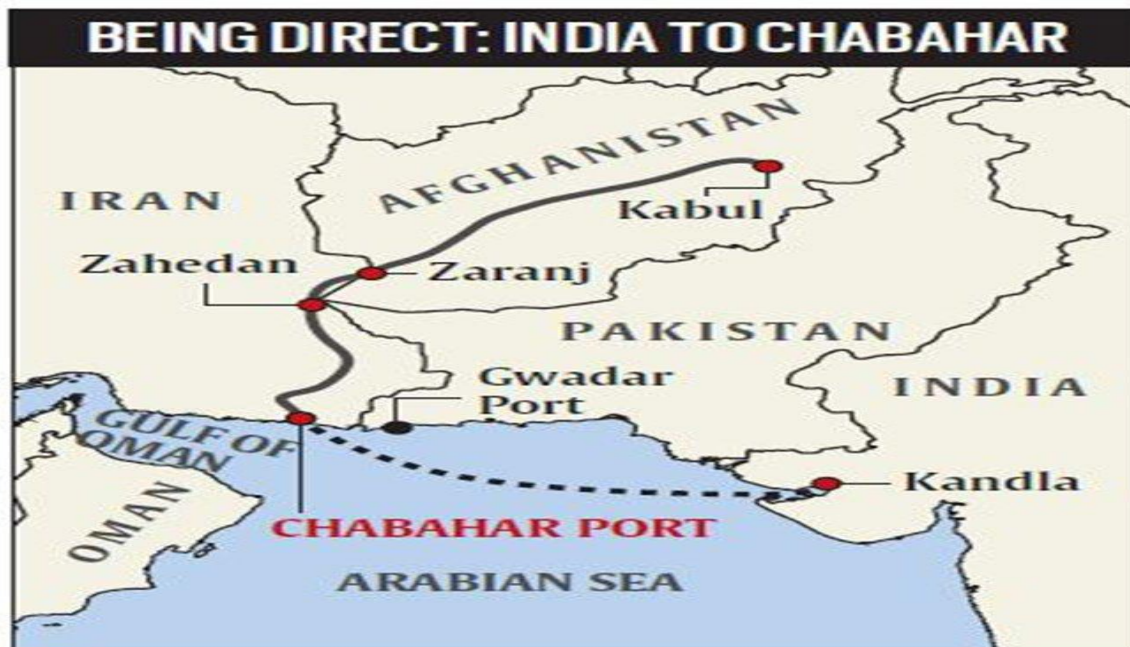 BEING DIRECT: INDIA TO CHABAHAR
AFGHANISTAN
IRAN
Kabul
Zahedan
Zaranj
PAKISTAN
Gwadar
Port
INDIA
GULF OF
OMAN
Kandla
OMAN
CHABAHAR PORT
ARABIAN SEA